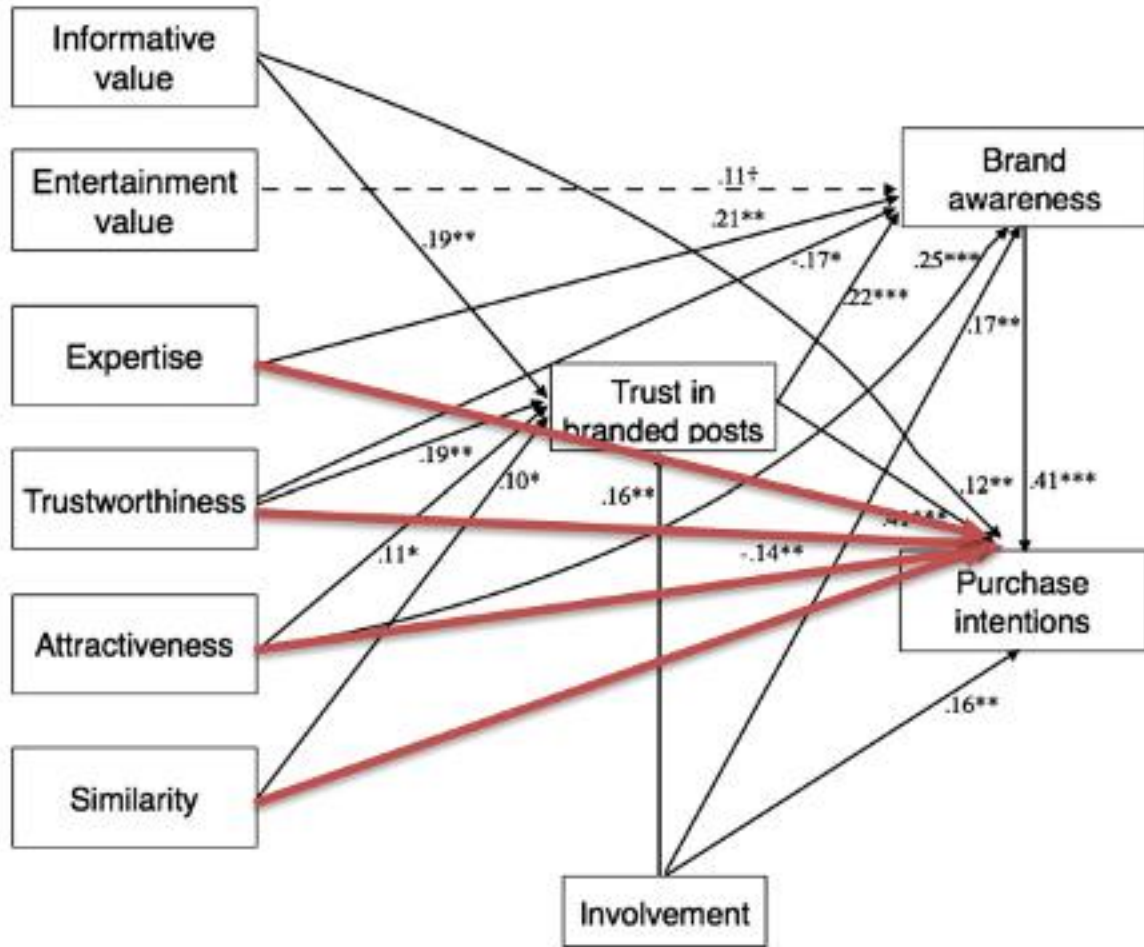 Informative
value
Entertainment
value
Expertise
Trustworthiness
Attractiveness
Similarity
Trust in
branded posts
Involvement
Brand
awareness
Purchase
intentions
.11†
.21**
.19**
-.17*
.25***
.22***
.17**
.19**
.10*
.16**
.12**
.41***
.11*
-.14**
.16**